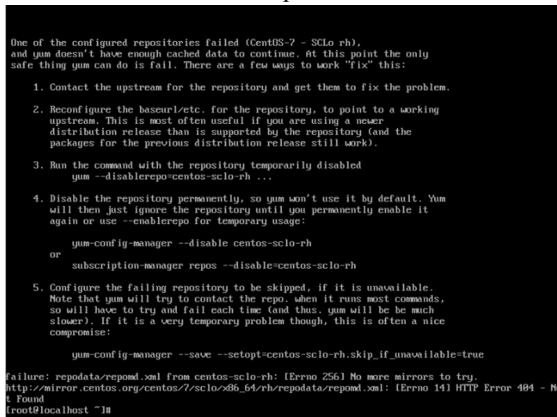 One of the configured repositories failed (CentOS-7 - SCLo rh),
and yum doesn't have enough cached data to continue. At this point the only
safe thing yum can do is fail. There are a few ways to work "fix" this:
1. Contact the upstream for the repository and get them to fix the problem.
2. Reconfigure the baseurl/etc. for the repository, to point to a working
upstream. This is most often useful if you are using a newer
distribution release than is supported by the repository (and the
packages for the previous distribution release still work).
3. Run the command with the repository temporarily disabled
yum --disablerepo=centos-sclo-rh ...
4. Disable the repository permanently, so yum won't use it by default. Yum
will then just ignore the repository until you permanently enable it
again or use --enablerepo for temporary usage:
yum-config-manager --disable centos-sclo-rh
or
subscription-manager repos --disable=centos-sclo-rh
5. Configure the failing repository to be skipped, if it is unavailable.
Note that yum will try to contact the repo. when it runs most commands,
so will have to try and fail each time (and thus. yum will be be much
slower). If it is a very temporary problem though, this is often a nice
compromise:
yum-config-manager --save --setopt=centos-sclo-rh.skip_if_unavailable=true
failure: repodata/repomd.xml from centos-sclo-rh: [Errno 256] No more mirrors to try.
http://mirror.centos.org/centos/7/sclo/x86_64/rh/repodata/repomd.xml: [Errno 14] HTTP Error 404 - N
t Found
[root@localhost ~]#